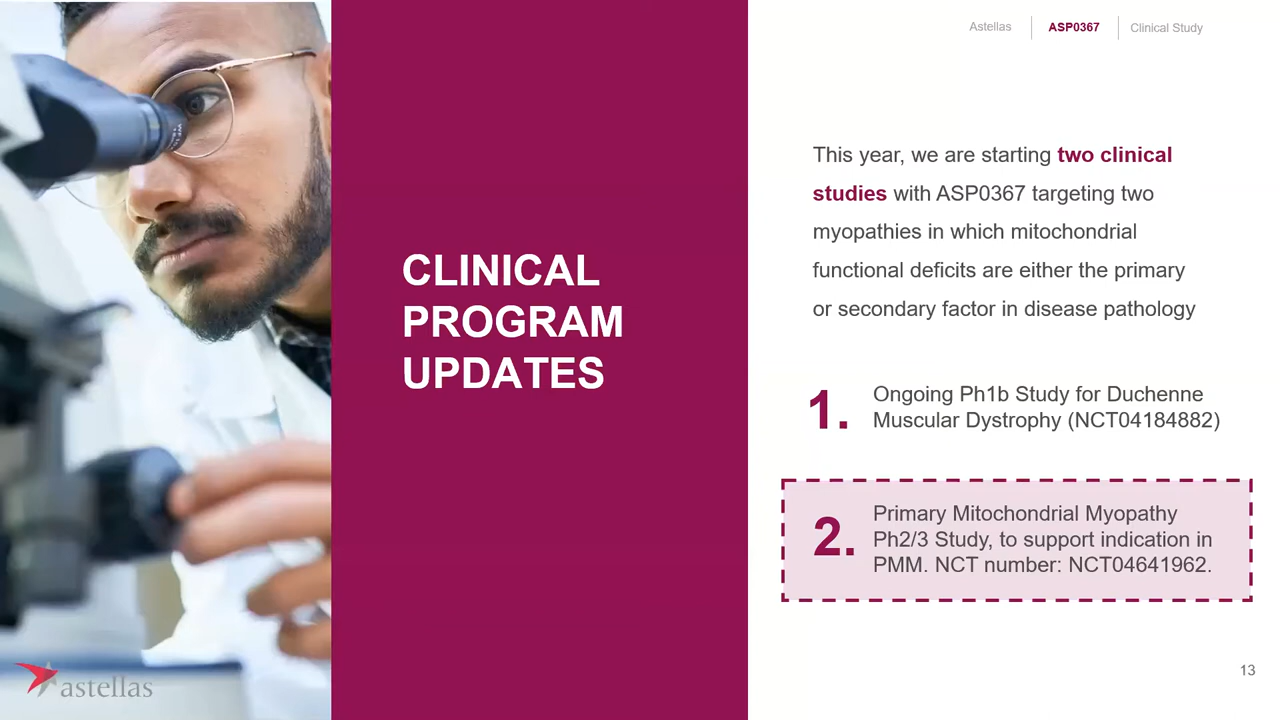 Astellas
ASP0367
Clinical Study
CLINICAL
PROGRAM
UPDATES
This year, we are starting two clinical
studies with ASP0367 targeting two
myopathies in which mitochondrial
functional deficits are either the primary
or secondary factor in disease pathology
1.
Ongoing Ph1b Study for Duchenne
Muscular Dystrophy (NCT04184882)
2.
Primary Mitochondrial Myopathy
Ph2/3 Study, to support indication in
PMM. NCT number: NCT04641962.
astellas
13